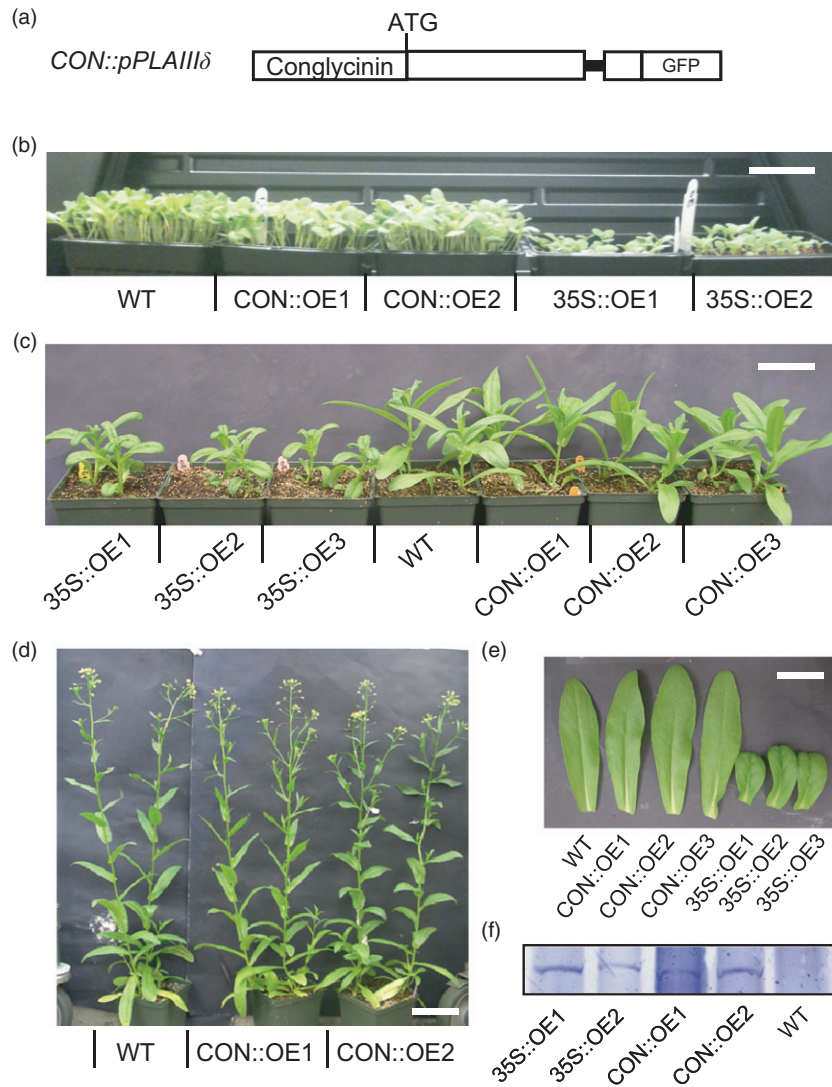 (a)
ATG
CON::pPLAIIIδ
Conglycinin
GFP
(b)
WT
CON::OE1
CON::OE2
35S::OE1
35S::OE2
(c)
35S::OE1
35S::OE2
35S::OE3
WT
CON::OE1
CON::OE2
CON::OE3
(d)
WT
CON::OE1
CON::OE2
(e)
WT
CON::OE1
CON::OE2
CON::OE3
35S::OE1
35S::OE2
35S::OE3
(f)
35S::OE1
35S::OE2
CON::OE1
CON::OE2
WT